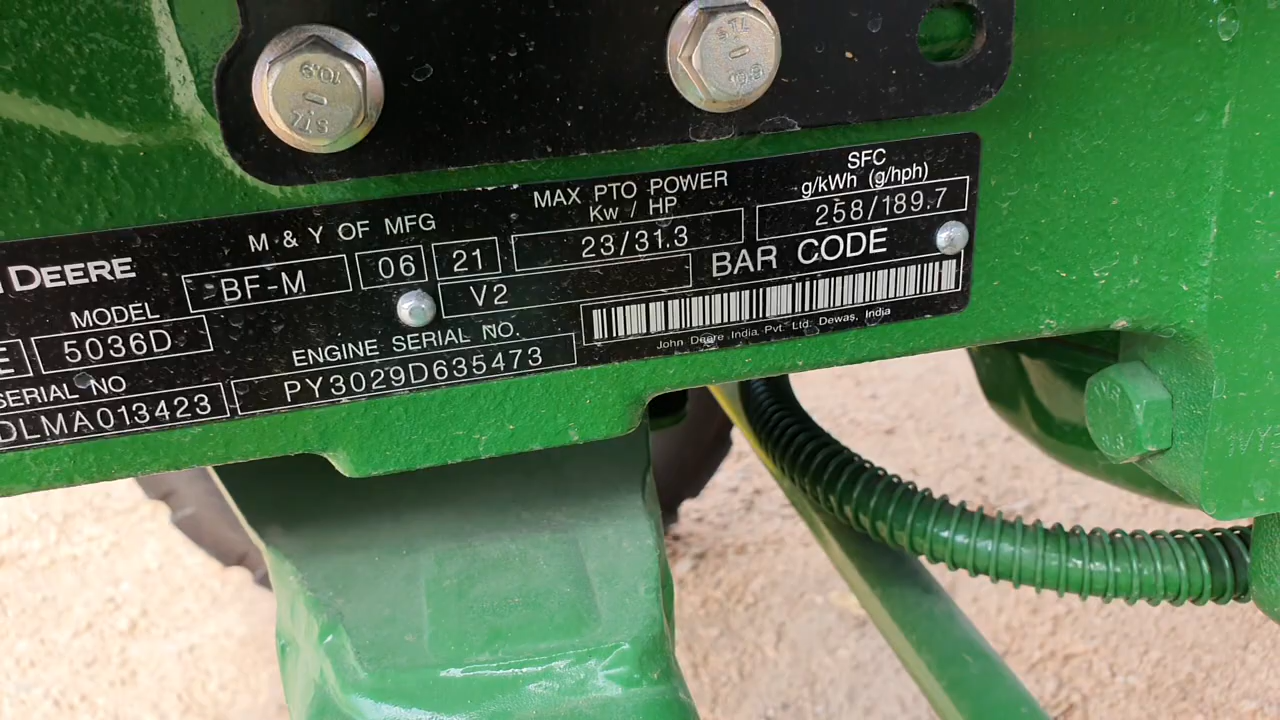 10.9
STL
STL
M & Y OF MFG
MAX PTO POWER
Kw / HP
SFC
g/kWh (g/hph)
DEERE
BF-M
06
21
23/31.3
258/189.7
MODEL
5036D
V2
BAR CODE
ENGINE SERIAL NO.
John Deere India Pvt. Ltd. Dewas, India
SERIAL NO
DLMA013423
PY3029D635473